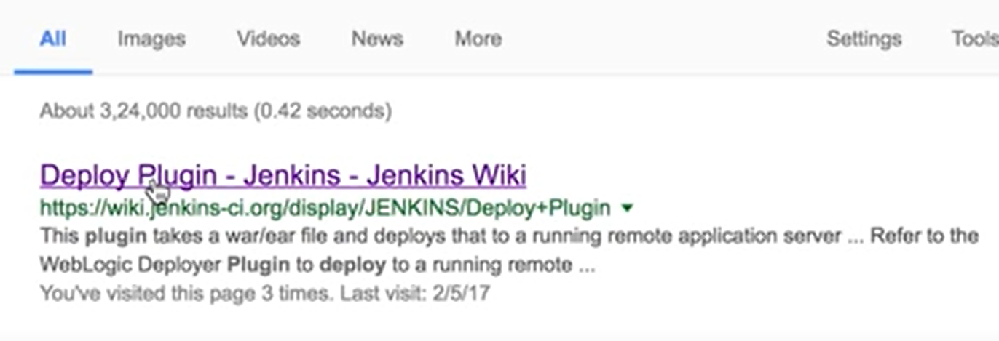 All Images Videos News More Settings Tools
About 3,24,000 results (0.42 seconds)
Deploy Plugin - Jenkins - Jenkins Wiki
https://wiki.jenkins-ci.org/display/JENKINS/Deploy+Plugin
This plugin takes a war/ear file and deploys that to a running remote application server ... Refer to the
WebLogic Deployer Plugin to deploy to a running remote ...
You've visited this page 3 times. Last visit: 2/5/17